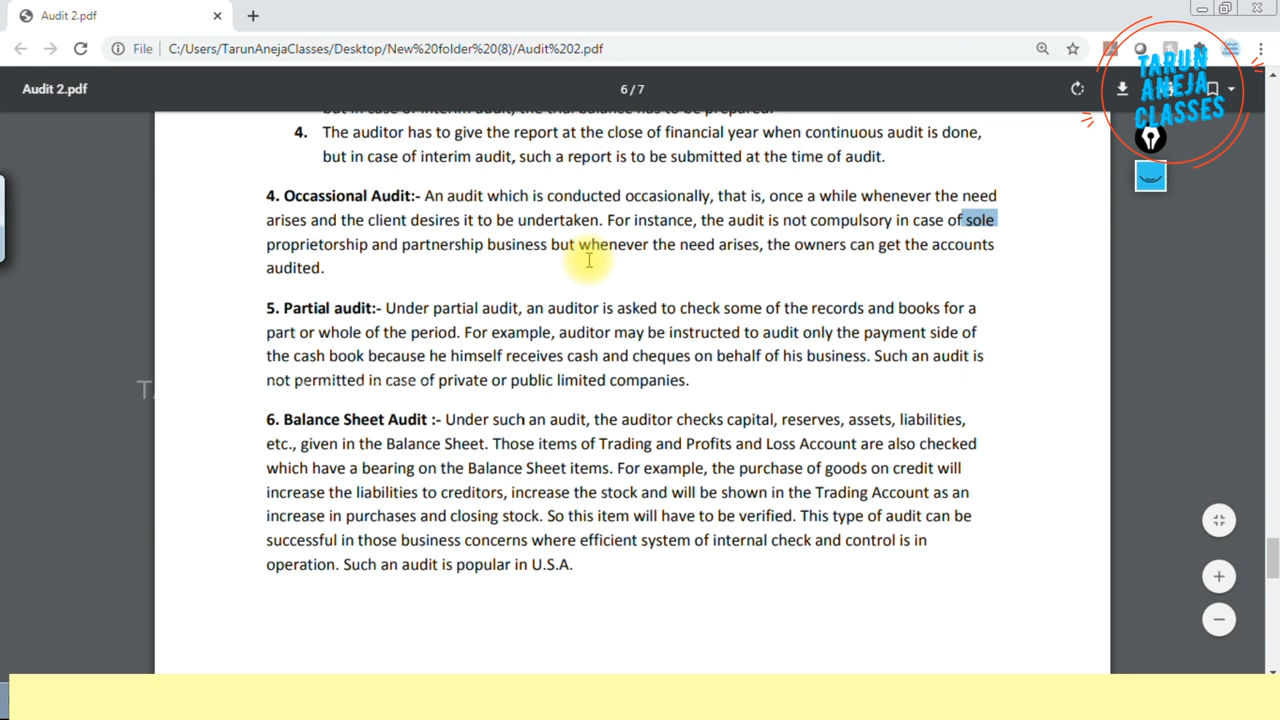 Audit 2.pdf
File
C:/Users/TarunAnejaClasses/Desktop/New%20folder%20(8)/Audit%202.pdf
Audit 2.pdf
6 / 7
TARUN
ANEJA
CLASSES
but in case of interim audit, the trial balance has to be prepared.
4. The auditor has to give the report at the close of financial year when continuous audit is done,
but in case of interim audit, such a report is to be submitted at the time of audit.
4. Occassional Audit:- An audit which is conducted occasionally, that is, once a while whenever the need
arises and the client desires it to be undertaken. For instance, the audit is not compulsory in case of sole
proprietorship and partnership business but whenever the need arises, the owners can get the accounts
audited.
5. Partial audit:- Under partial audit, an auditor is asked to check some of the records and books for a
part or whole of the period. For example, auditor may be instructed to audit only the payment side of
the cash book because he himself receives cash and cheques on behalf of his business. Such an audit is
not permitted in case of private or public limited companies.
6. Balance Sheet Audit :- Under such an audit, the auditor checks capital, reserves, assets, liabilities,
etc., given in the Balance Sheet. Those items of Trading and Profits and Loss Account are also checked
which have a bearing on the Balance Sheet items. For example, the purchase of goods on credit will
increase the liabilities to creditors, increase the stock and will be shown in the Trading Account as an
increase in purchases and closing stock. So this item will have to be verified. This type of audit can be
successful in those business concerns where efficient system of internal check and control is in
operation. Such an audit is popular in U.S.A.